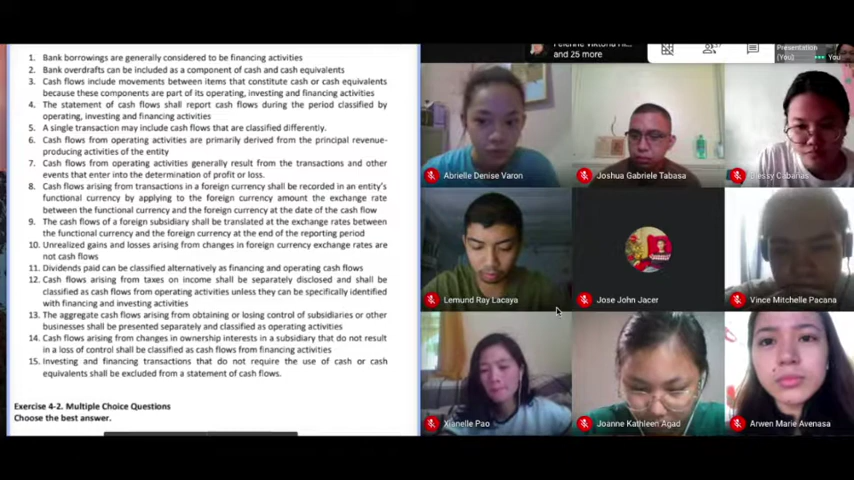 1. Bank borrowings are generally considered to be financing activities
2. Bank overdrafts can be included as a component of cash and cash equivalents
3. Cash flows include movements between items that constitute cash or cash equivalents
because these components are part of its operating, investing and financing activities
4. The statement of cash flows shall report cash flows during the period classified by
operating, investing and financing activities
5. A single transaction may include cash flows that are classified differently.
6. Cash flows from operating activities are primarily derived from the principal revenue-
producing activities of the entity
7. Cash flows from operating activities generally result from the transactions and other
events that enter into the determination of profit or loss.
8. Cash flows arising from transactions in a foreign currency shall be recorded in an entity's
functional currency by applying to the foreign currency amount the exchange rate
between the functional currency and the foreign currency at the date of the cash flow
9. The cash flows of a foreign subsidiary shall be translated at the exchange rates between
the functional currency and the foreign currency at the end of the reporting period
10. Unrealized gains and losses arising from changes in foreign currency exchange rates are
not cash flows
11. Dividends paid can be classified alternatively as financing and operating cash flows
12. Cash flows arising from taxes on income shall be separately disclosed and shall be
classified as cash flows from operating activities unless they can be specifically identified
with financing and investing activities
13. The aggregate cash flows arising from obtaining or losing control of subsidiaries or other
businesses shall be presented separately and classified as operating activities
14. Cash flows arising from changes in ownership interests in a subsidiary that do not result
in a loss of control shall be classified as cash flows from financing activities
15. Investing and financing transactions that do not require the use of cash or cash
equivalents shall be excluded from a statement of cash flows.
Exercise 4-2. Multiple Choice Questions
Choose the best answer.
and 25 more
Presentation
(You)
You
Abrielle Denise Varon
Joshua Gabriele Tabasa
Blessy Cabarias
Lemund Ray Lacaya
Jose John Jacer
Vince Mitchelle Pacana
Xianelle Pao
Joanne Kathleen Agad
Arwen Marie Avenasa